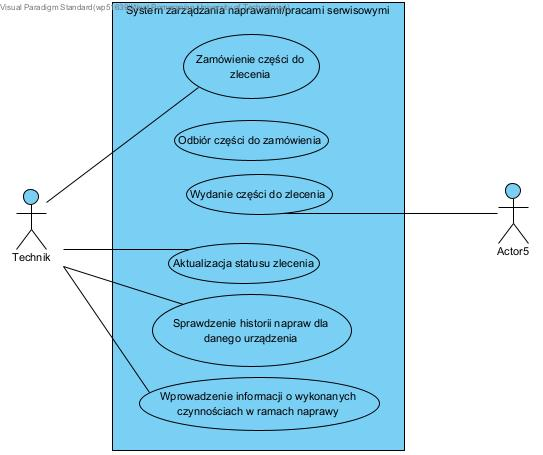 Visual Paradigm Standard(wp5
System zarządzania naprawami/pracami serwisowymi
Zamówienie części do
zlecenia
Odbiór części do zamówienia
Wydanie części do zlecenia
Technik
Actor5
Aktualizacja statusu zlecenia
Sprawdzenie historii napraw dla
danego urządzenia
Wprowadzenie informacji o wykonanych
czynnościach w ramach naprawy